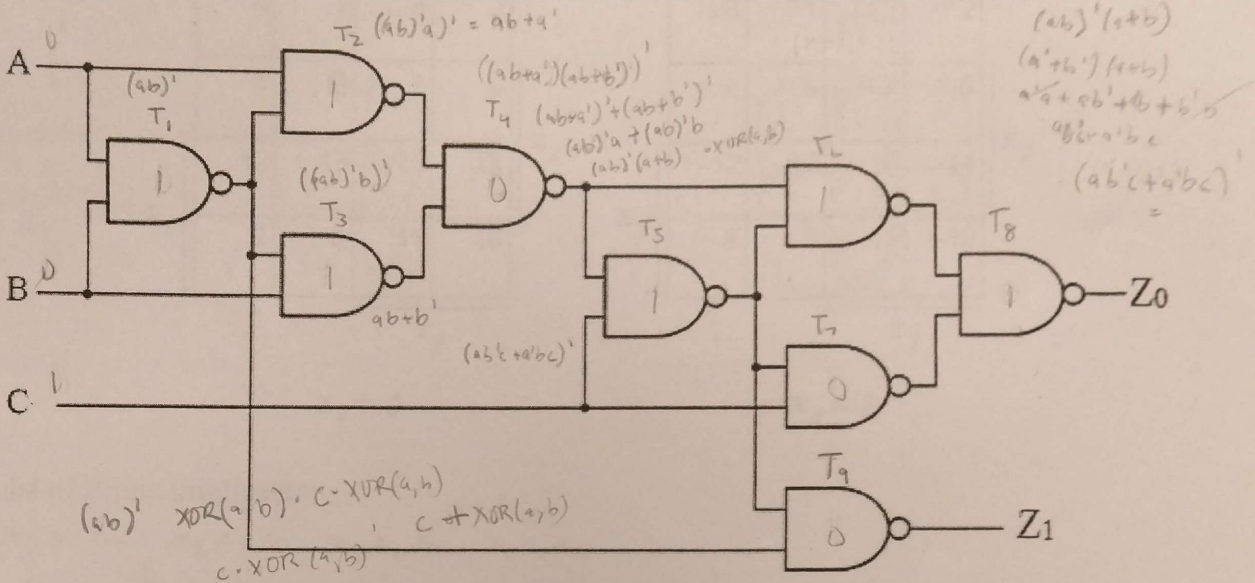 T2 ((ab)'a)' = ab+a'
(ab)'(a+b)
A 0
(ab)'
T1
1
1
((ab+a')(ab+b'))'
T4 (ab+a')'+(ab+b')'
(ab)'a + (ab)'b
(ab)'(a+b) = XOR(a,b)
0
(a'+b')(a+b)
ab'c+a'bc
(ab'c+a'bc)'
=
((ab)'b)'
T3
1
ab+b'
B 0
T6
1
T5
1
T8
1
Z0
(ab'c+a'bc)'
T7
0
C 1
T9
0
Z1
(ab)' XOR(a,b) · C·XOR(a,b)
C·XOR(a,b)'
C + XOR(a,b)